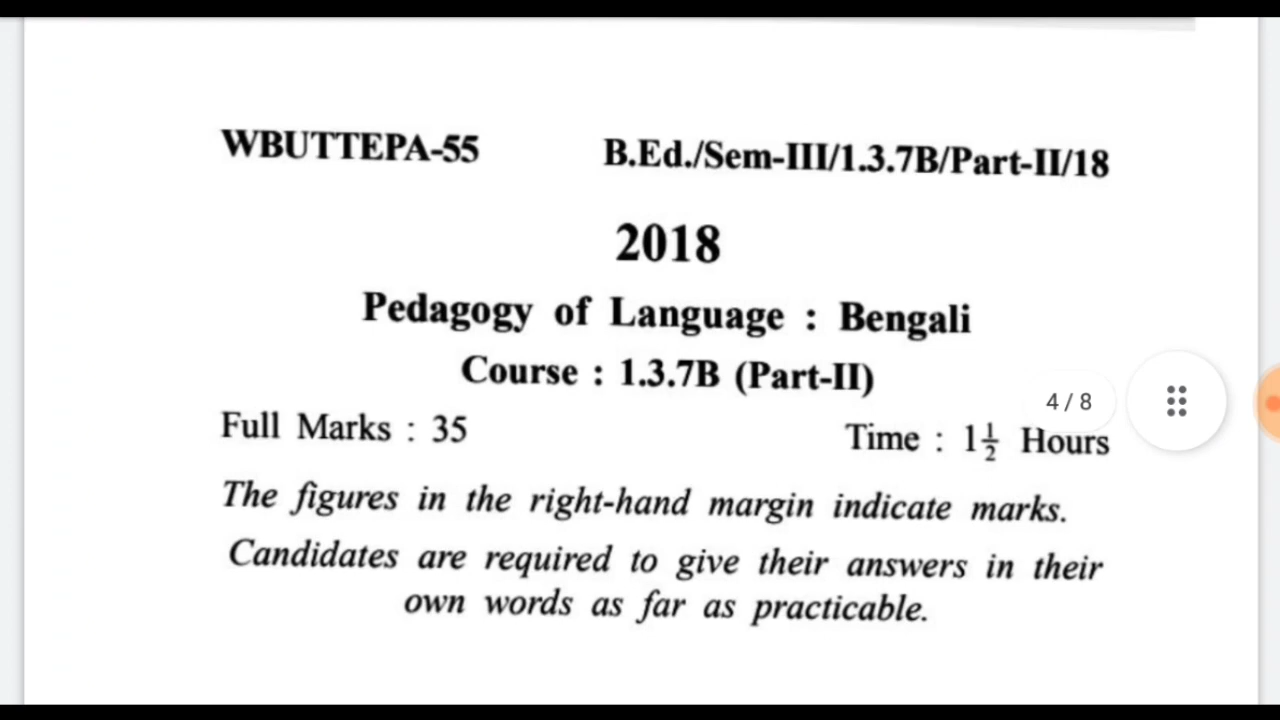 WBUTTEPA-55 B.Ed./Sem-III/1.3.7B/Part-II/18
2018
Pedagogy of Language : Bengali
Course : 1.3.7B (Part-II)
4 / 8
Full Marks : 35 Time : 1½ Hours
The figures in the right-hand margin indicate marks.
Candidates are required to give their answers in their
own words as far as practicable.